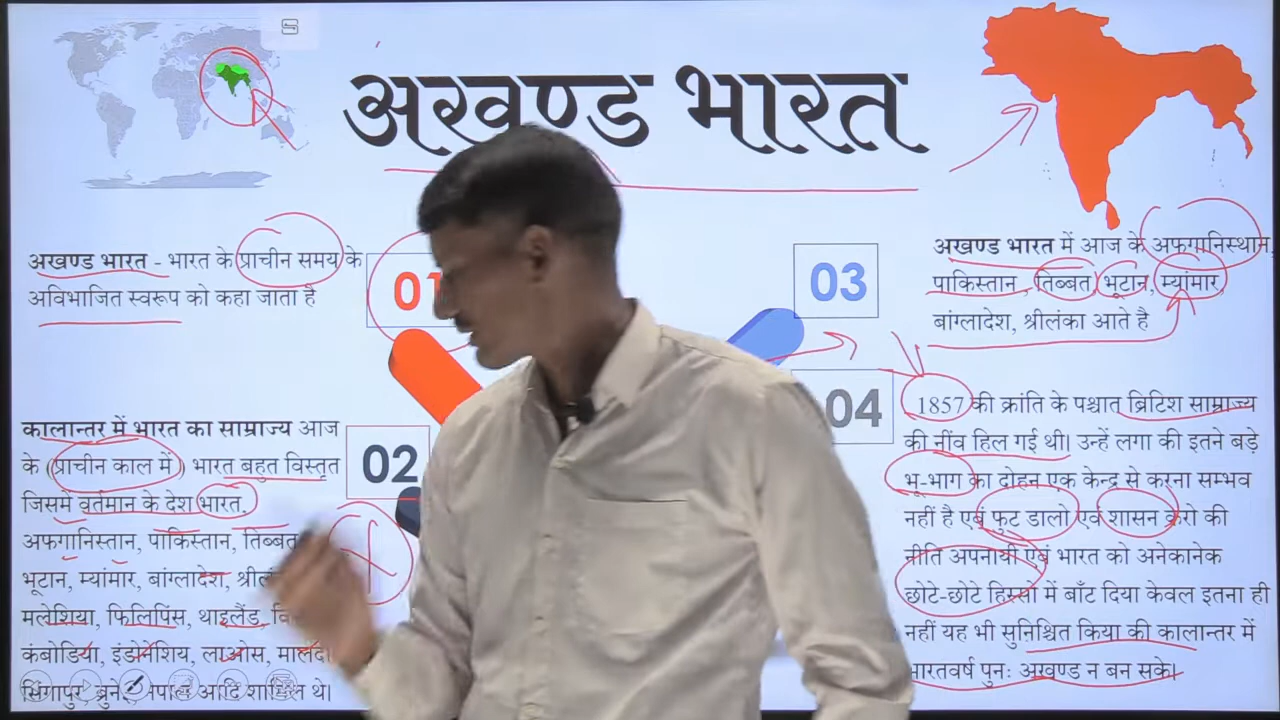 अखण्ड भारत
अखण्ड भारत - भारत के प्राचीन समय के
अविभाजित स्वरूप को कहा जाता है
01
कालान्तर में भारत का साम्राज्य आज
के (प्राचीन काल में) भारत बहुत विस्तृत
जिसमें वर्तमान के देश भारत,
अफगानिस्तान, पाकिस्तान, तिब्बत
भूटान, म्यांमार, बांग्लादेश,
मलेशिया, फिलिपिंस, थाइलैंड,
कंबोडिया, इंडोनेशिय, लाओस,
सिंगापुर, ब्रुनेई, नेपाल आदि शामिल थे।
02
03
अखण्ड भारत में आज के अफगानिस्थान,
पाकिस्तान, तिब्बत, भूटान, म्यांमार,
बांग्लादेश, श्रीलंका आते है
04
1857 की क्रांति के पश्चात ब्रिटिश साम्राज्य
की नींव हिल गई थी। उन्हें लगा की इतने बड़े
भू-भाग का दोहन एक केन्द्र से करना सम्भव
नहीं है एवं फुट डालो एवं शासन करो की
नीति अपनायी एवं भारत को अनेकानेक
छोटे-छोटे हिस्सो में बाँट दिया केवल इतना ही
नहीं यह भी सुनिश्चित किया की कालान्तर में
भारतवर्ष पुनः अखण्ड न बन सके।